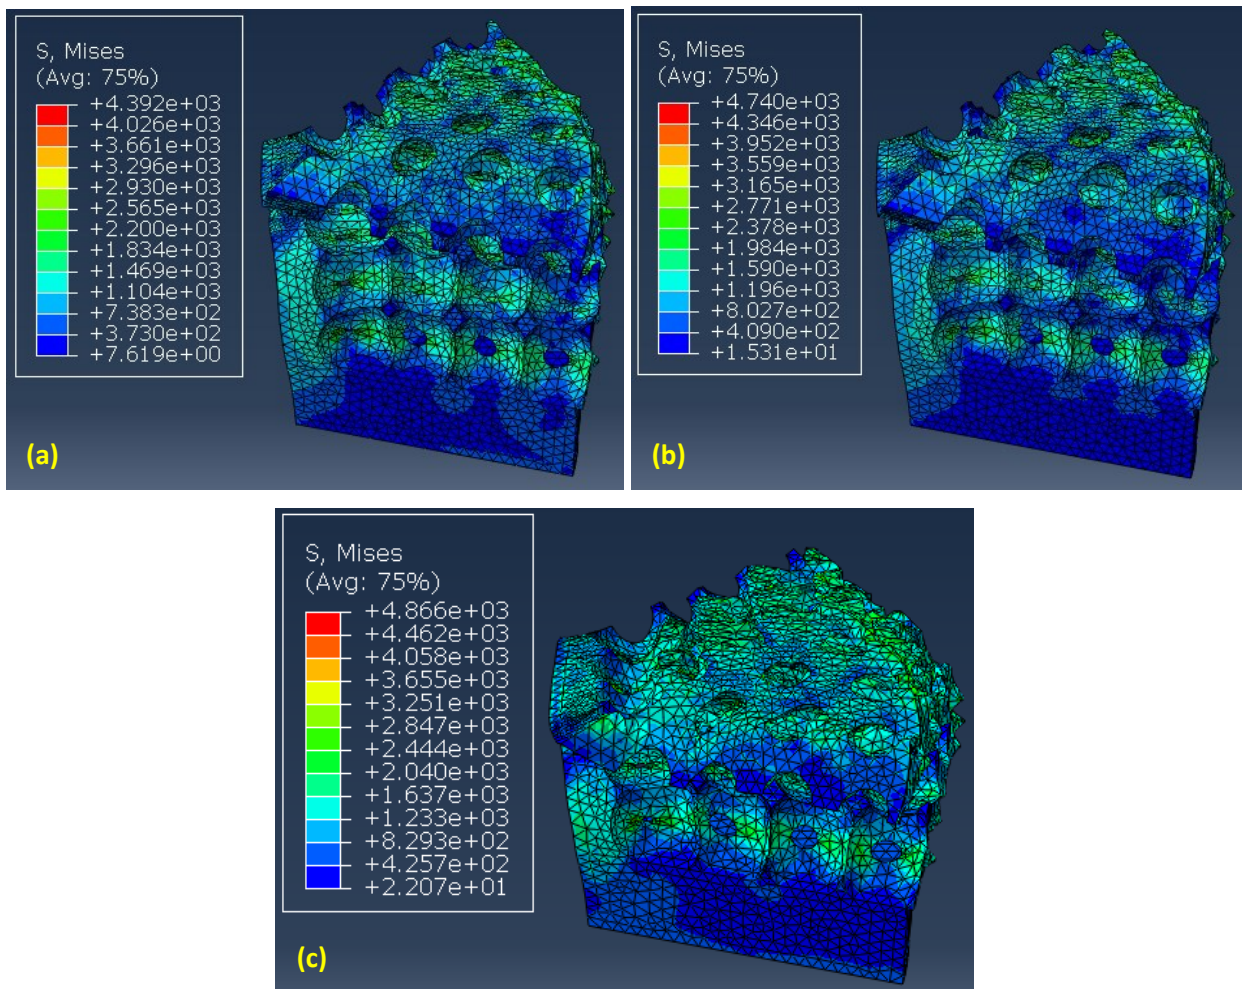 S, Mises
(Avg: 75%)
+4.392e+03
+4.026e+03
+3.661e+03
+3.296e+03
+2.930e+03
+2.565e+03
+2.200e+03
+1.834e+03
+1.469e+03
+1.104e+03
+7.383e+02
+3.730e+02
+7.619e+00
(a)
S, Mises
(Avg: 75%)
+4.740e+03
+4.346e+03
+3.952e+03
+3.559e+03
+3.165e+03
+2.771e+03
+2.378e+03
+1.984e+03
+1.590e+03
+1.196e+03
+8.027e+02
+4.090e+02
+1.531e+01
(b)
S, Mises
(Avg: 75%)
+4.866e+03
+4.462e+03
+4.058e+03
+3.655e+03
+3.251e+03
+2.847e+03
+2.444e+03
+2.040e+03
+1.637e+03
+1.233e+03
+8.293e+02
+4.257e+02
+2.207e+01
(c)